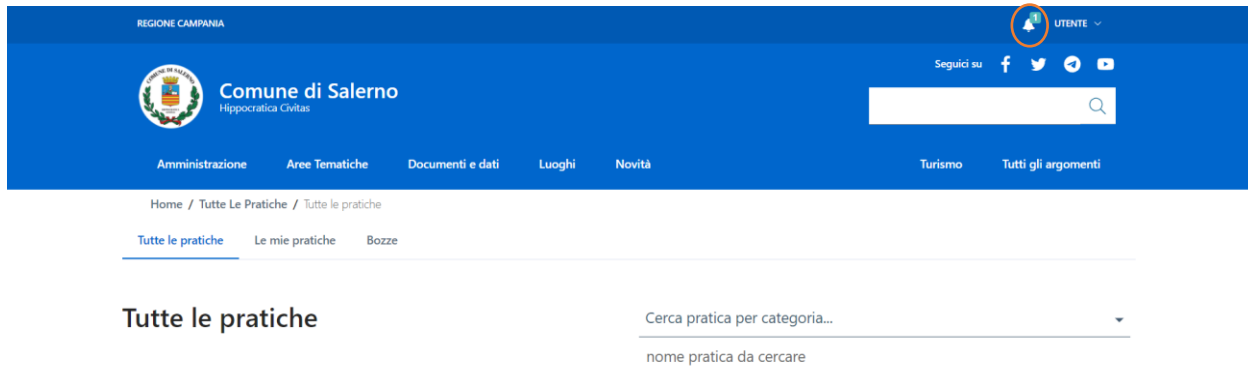 REGIONE CAMPANIA
1
UTENTE
Seguici su
Comune di Salerno
Hippocratica Civitas
Amministrazione Aree Tematiche Documenti e dati Luoghi Novità Turismo Tutti gli argomenti
Home / Tutte Le Pratiche / Tutte le pratiche
Tutte le pratiche Le mie pratiche Bozze
Tutte le pratiche
Cerca pratica per categoria...
nome pratica da cercare